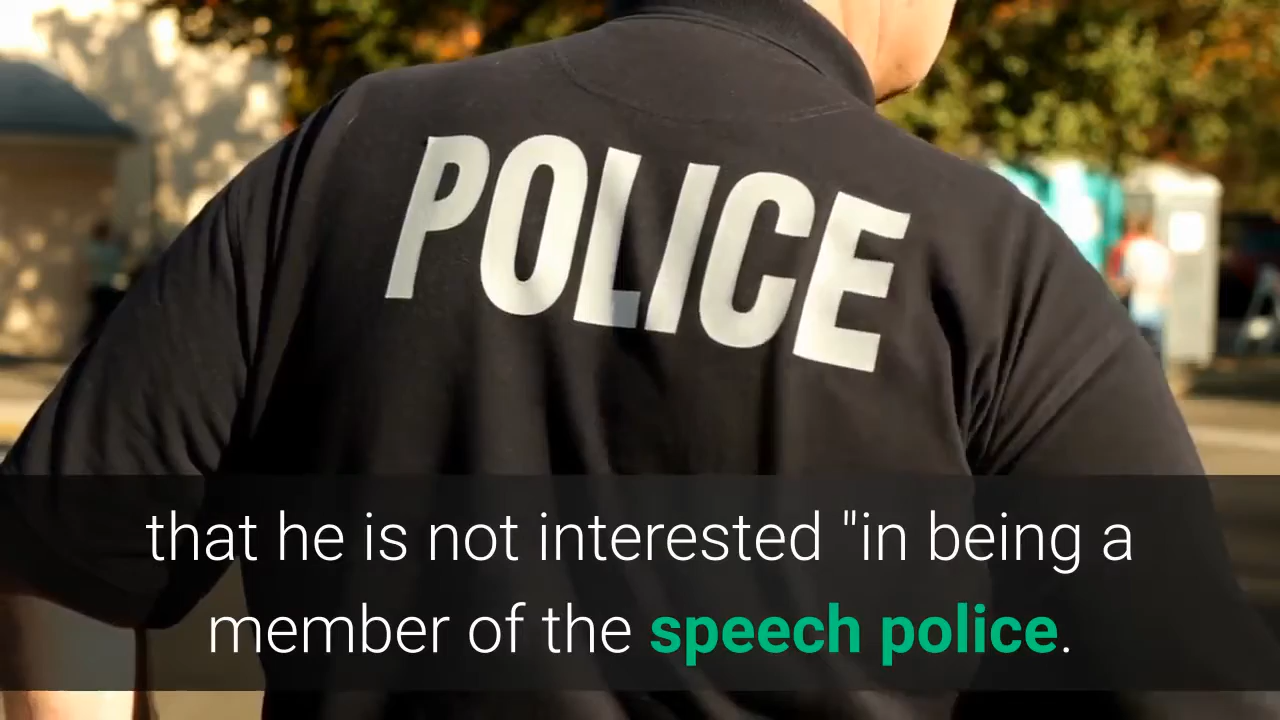 POLICE
that he is not interested "in being a
member of the speech police.